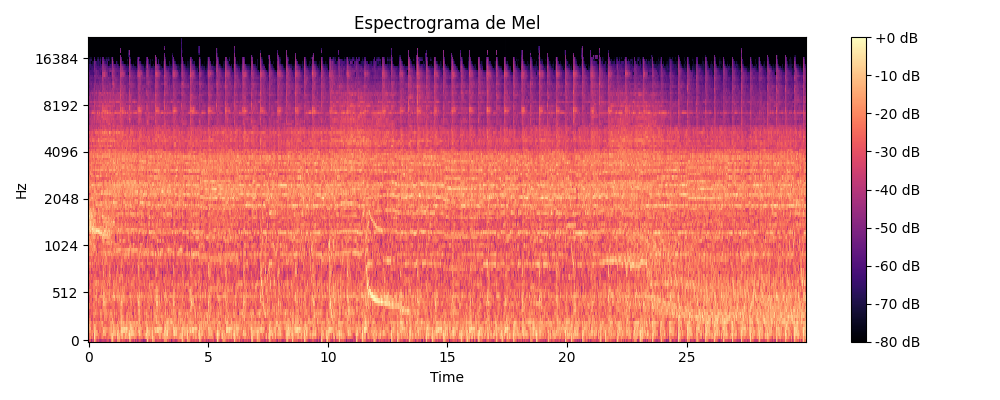 Espectrograma de Mel
Hz
16384
8192
4096
2048
1024
512
0
0 5 10 15 20 25
Time
+0 dB
-10 dB
-20 dB
-30 dB
-40 dB
-50 dB
-60 dB
-70 dB
-80 dB